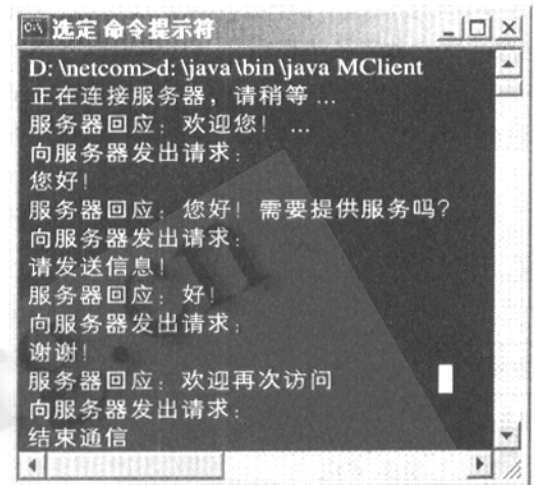 选定 命令提示符
D: \netcom>d: \java \bin \java MClient
正在连接服务器，请稍等 ...
服务器回应：欢迎您！ ...
向服务器发出请求：
您好！
服务器回应：您好！需要提供服务吗？
向服务器发出请求：
请发送信息！
服务器回应：好！
向服务器发出请求：
谢谢！
服务器回应：欢迎再次访问
向服务器发出请求：
结束通信